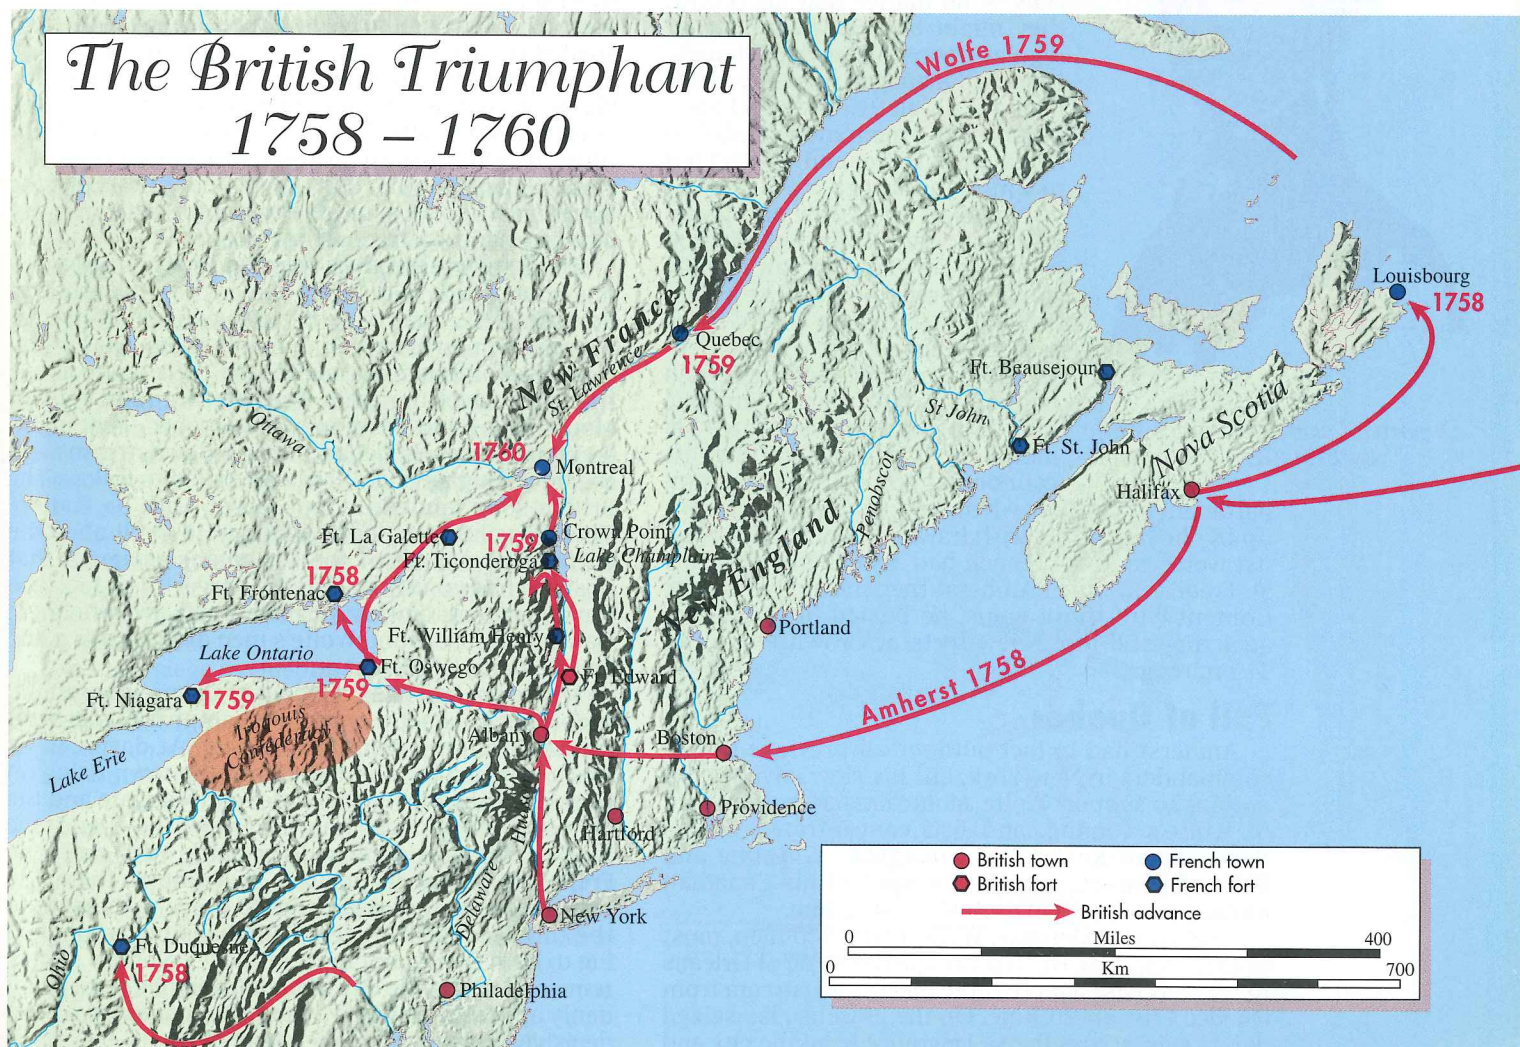 The British Triumphant
1758 – 1760
Wolfe 1759
Louisbourg
1758
New France
Quebec
1759
St. Lawrence
Ft. Beausejour
St John
Ft. St. John
Nova Scotia
Halifax
Ottawa
1760
Montreal
Penobscot
Ft. La Galette
1759
Crown Point
Ft. Ticonderoga
Lake Champlain
New England
1758
Ft. Frontenac
Ft. William Henry
Portland
Lake Ontario
Ft. Oswego
1759
Ft. Edward
Ft. Niagara
1759
Amherst 1758
Iroquois
Confederacy
Albany
Boston
Lake Erie
Hudson
Hartford
Providence
Delaware
New York
Ohio
Ft. Duquesne
1758
Philadelphia
British town
French town
British fort
French fort
British advance
0
Miles
400
0
Km
700